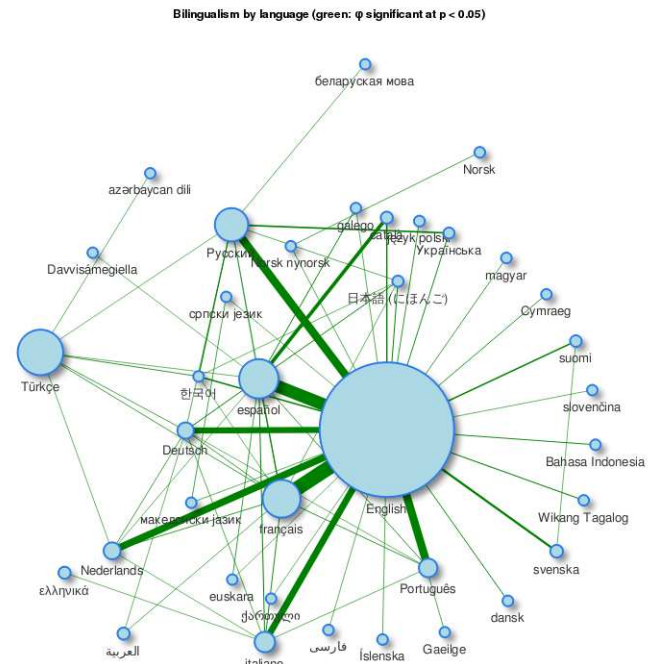 Bilingualism by language (green: φ significant at p < 0.05)
беларуская мова
Norsk
azərbaycan dili
galego
català
język polski
Русский
Norsk nynorsk
Українська
Davvisámegiella
magyar
日本語 (にほんご)
Cymraeg
српски језик
suomi
Türkçe
한국어
español
slovenčina
Deutsch
Bahasa Indonesia
English
македонски јазик
français
Wikang Tagalog
Nederlands
svenska
ελληνικά
euskara
Português
ქართული
dansk
العربية
فارسی
Íslenska
Gaeilge
italiano